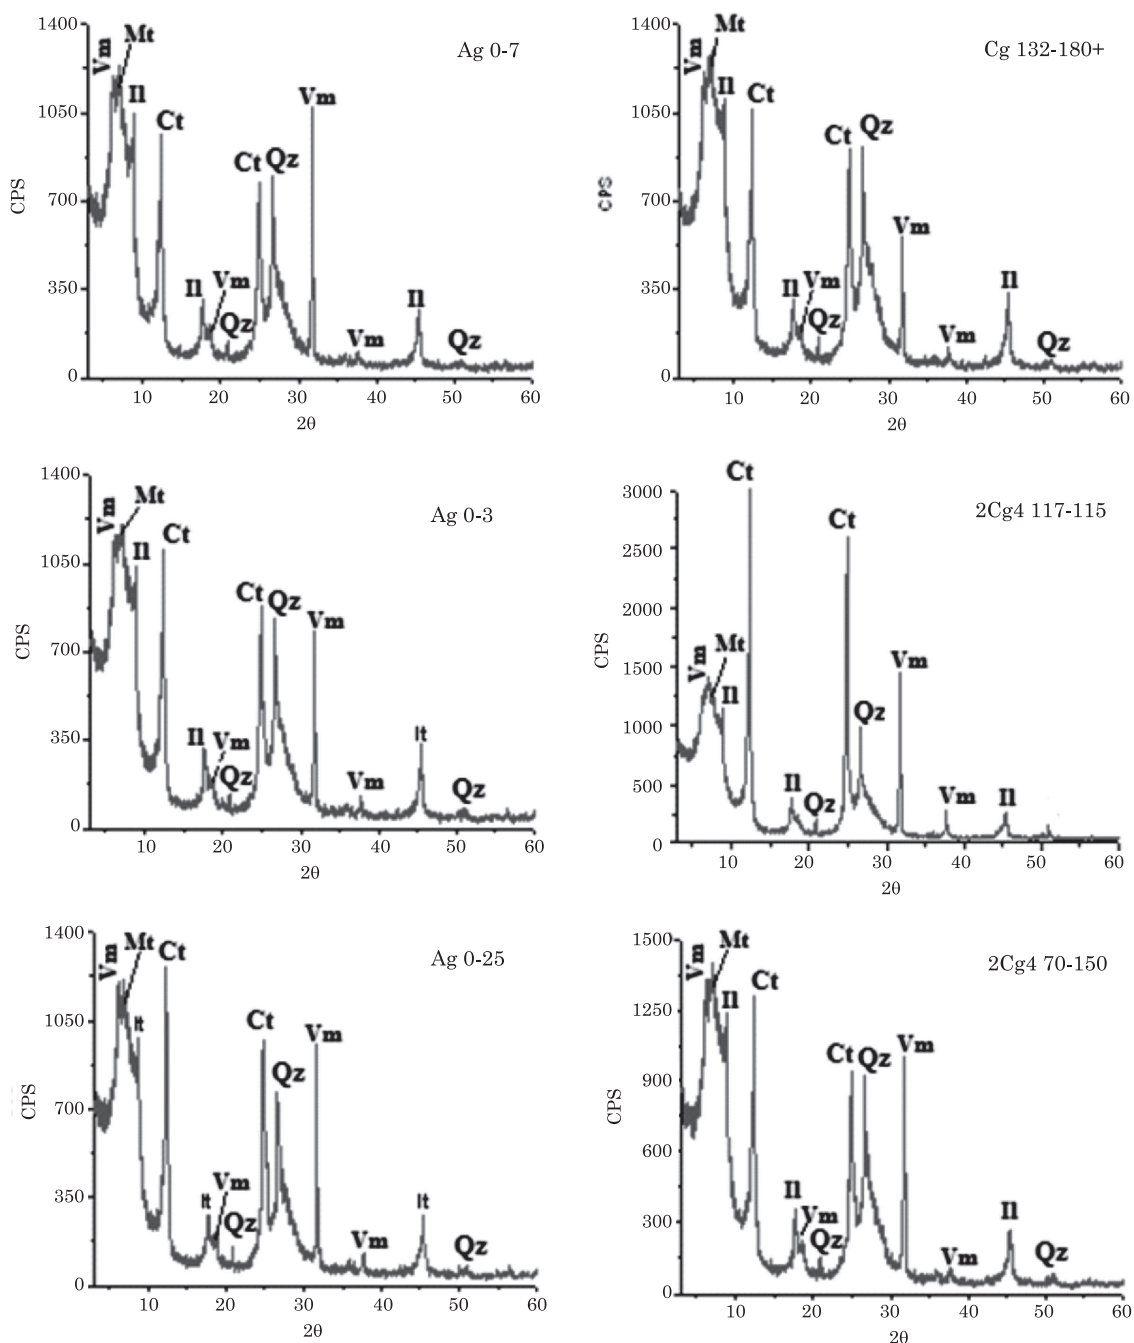 Ag 0-7
CPS
1400
1050
700
350
0
Vm
Mt
Il
Ct
Il
Vm
Qz
Ct
Qz
Vm
Vm
Il
Qz
10 20 30 40 50 60
2θ
Cg 132-180+
CPS
1400
1050
700
350
0
Vm
Mt
Il
Ct
Il
Vm
Qz
Ct
Qz
Vm
Vm
Il
Qz
10 20 30 40 50 60
2θ
Ag 0-3
CPS
1400
1050
700
350
0
Vm
Mt
Il
Ct
Il
Vm
Qz
Ct
Qz
Vm
Vm
It
Qz
10 20 30 40 50 60
2θ
2Cg4 117-115
CPS
3000
2500
2000
1500
1000
500
0
Vm
Mt
Il
Ct
Il
Qz
Ct
Qz
Vm
Vm
Il
10 20 30 40 50 60
2θ
Ag 0-25
CPS
1400
1050
700
350
0
Vm
Mt
It
Ct
It
Vm
Qz
Ct
Qz
Vm
Vm
It
Qz
10 20 30 40 50 60
2θ
2Cg4 70-150
CPS
1500
1250
900
600
300
0
Vm
Mt
Il
Ct
Il
Vm
Qz
Ct
Qz
Vm
Vm
Il
Qz
10 20 30 40 50 60
2θ